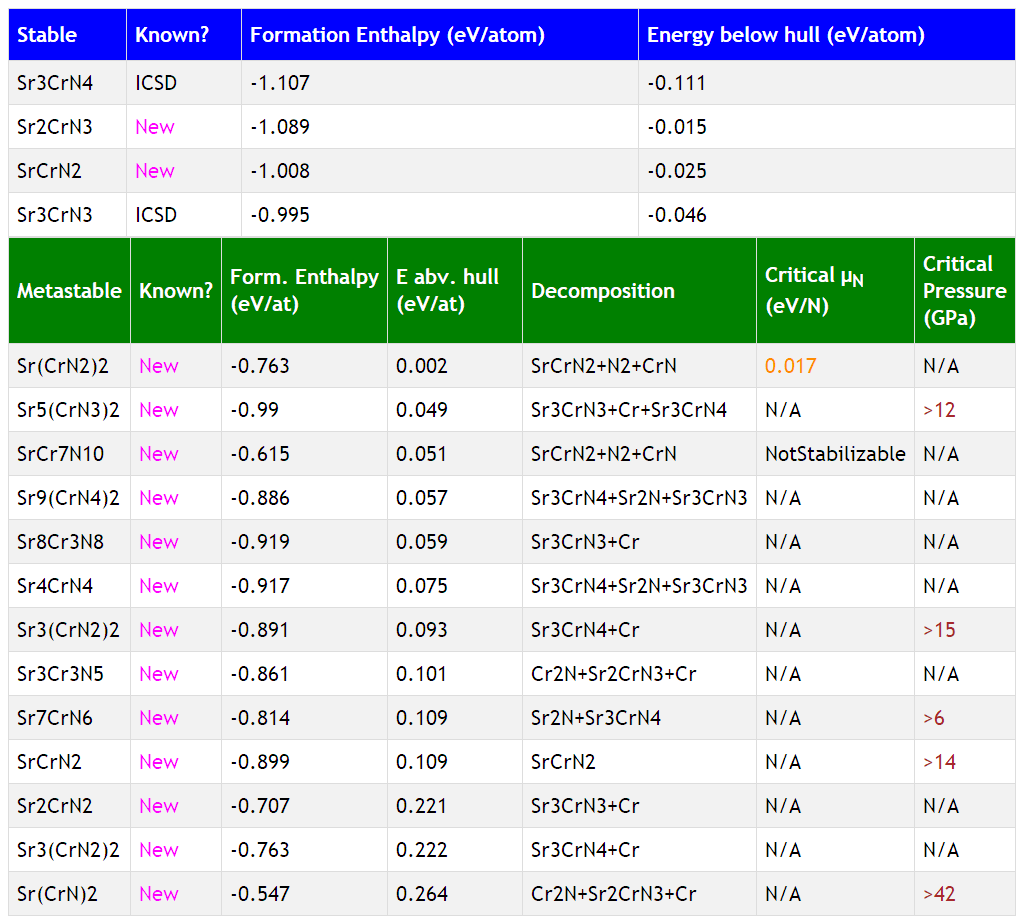 Stable Known? Formation Enthalpy (eV/atom) Energy below hull (eV/atom)
Sr3CrN4 ICSD -1.107 -0.111
Sr2CrN3 New -1.089 -0.015
SrCrN2 New -1.008 -0.025
Sr3CrN3 ICSD -0.995 -0.046
Metastable Known? Form. Enthalpy (eV/at) E abv. hull (eV/at) Decomposition Critical μN (eV/N) Critical Pressure (GPa)
Sr(CrN2)2 New -0.763 0.002 SrCrN2+N2+CrN 0.017 N/A
Sr5(CrN3)2 New -0.99 0.049 Sr3CrN3+Cr+Sr3CrN4 N/A >12
SrCr7N10 New -0.615 0.051 SrCrN2+N2+CrN NotStabilizable N/A
Sr9(CrN4)2 New -0.886 0.057 Sr3CrN4+Sr2N+Sr3CrN3 N/A N/A
Sr8Cr3N8 New -0.919 0.059 Sr3CrN3+Cr N/A N/A
Sr4CrN4 New -0.917 0.075 Sr3CrN4+Sr2N+Sr3CrN3 N/A N/A
Sr3(CrN2)2 New -0.891 0.093 Sr3CrN4+Cr N/A >15
Sr3Cr3N5 New -0.861 0.101 Cr2N+Sr2CrN3+Cr N/A N/A
Sr7CrN6 New -0.814 0.109 Sr2N+Sr3CrN4 N/A >6
SrCrN2 New -0.899 0.109 SrCrN2 N/A >14
Sr2CrN2 New -0.707 0.221 Sr3CrN3+Cr N/A N/A
Sr3(CrN2)2 New -0.763 0.222 Sr3CrN4+Cr N/A N/A
Sr(CrN)2 New -0.547 0.264 Cr2N+Sr2CrN3+Cr N/A >42